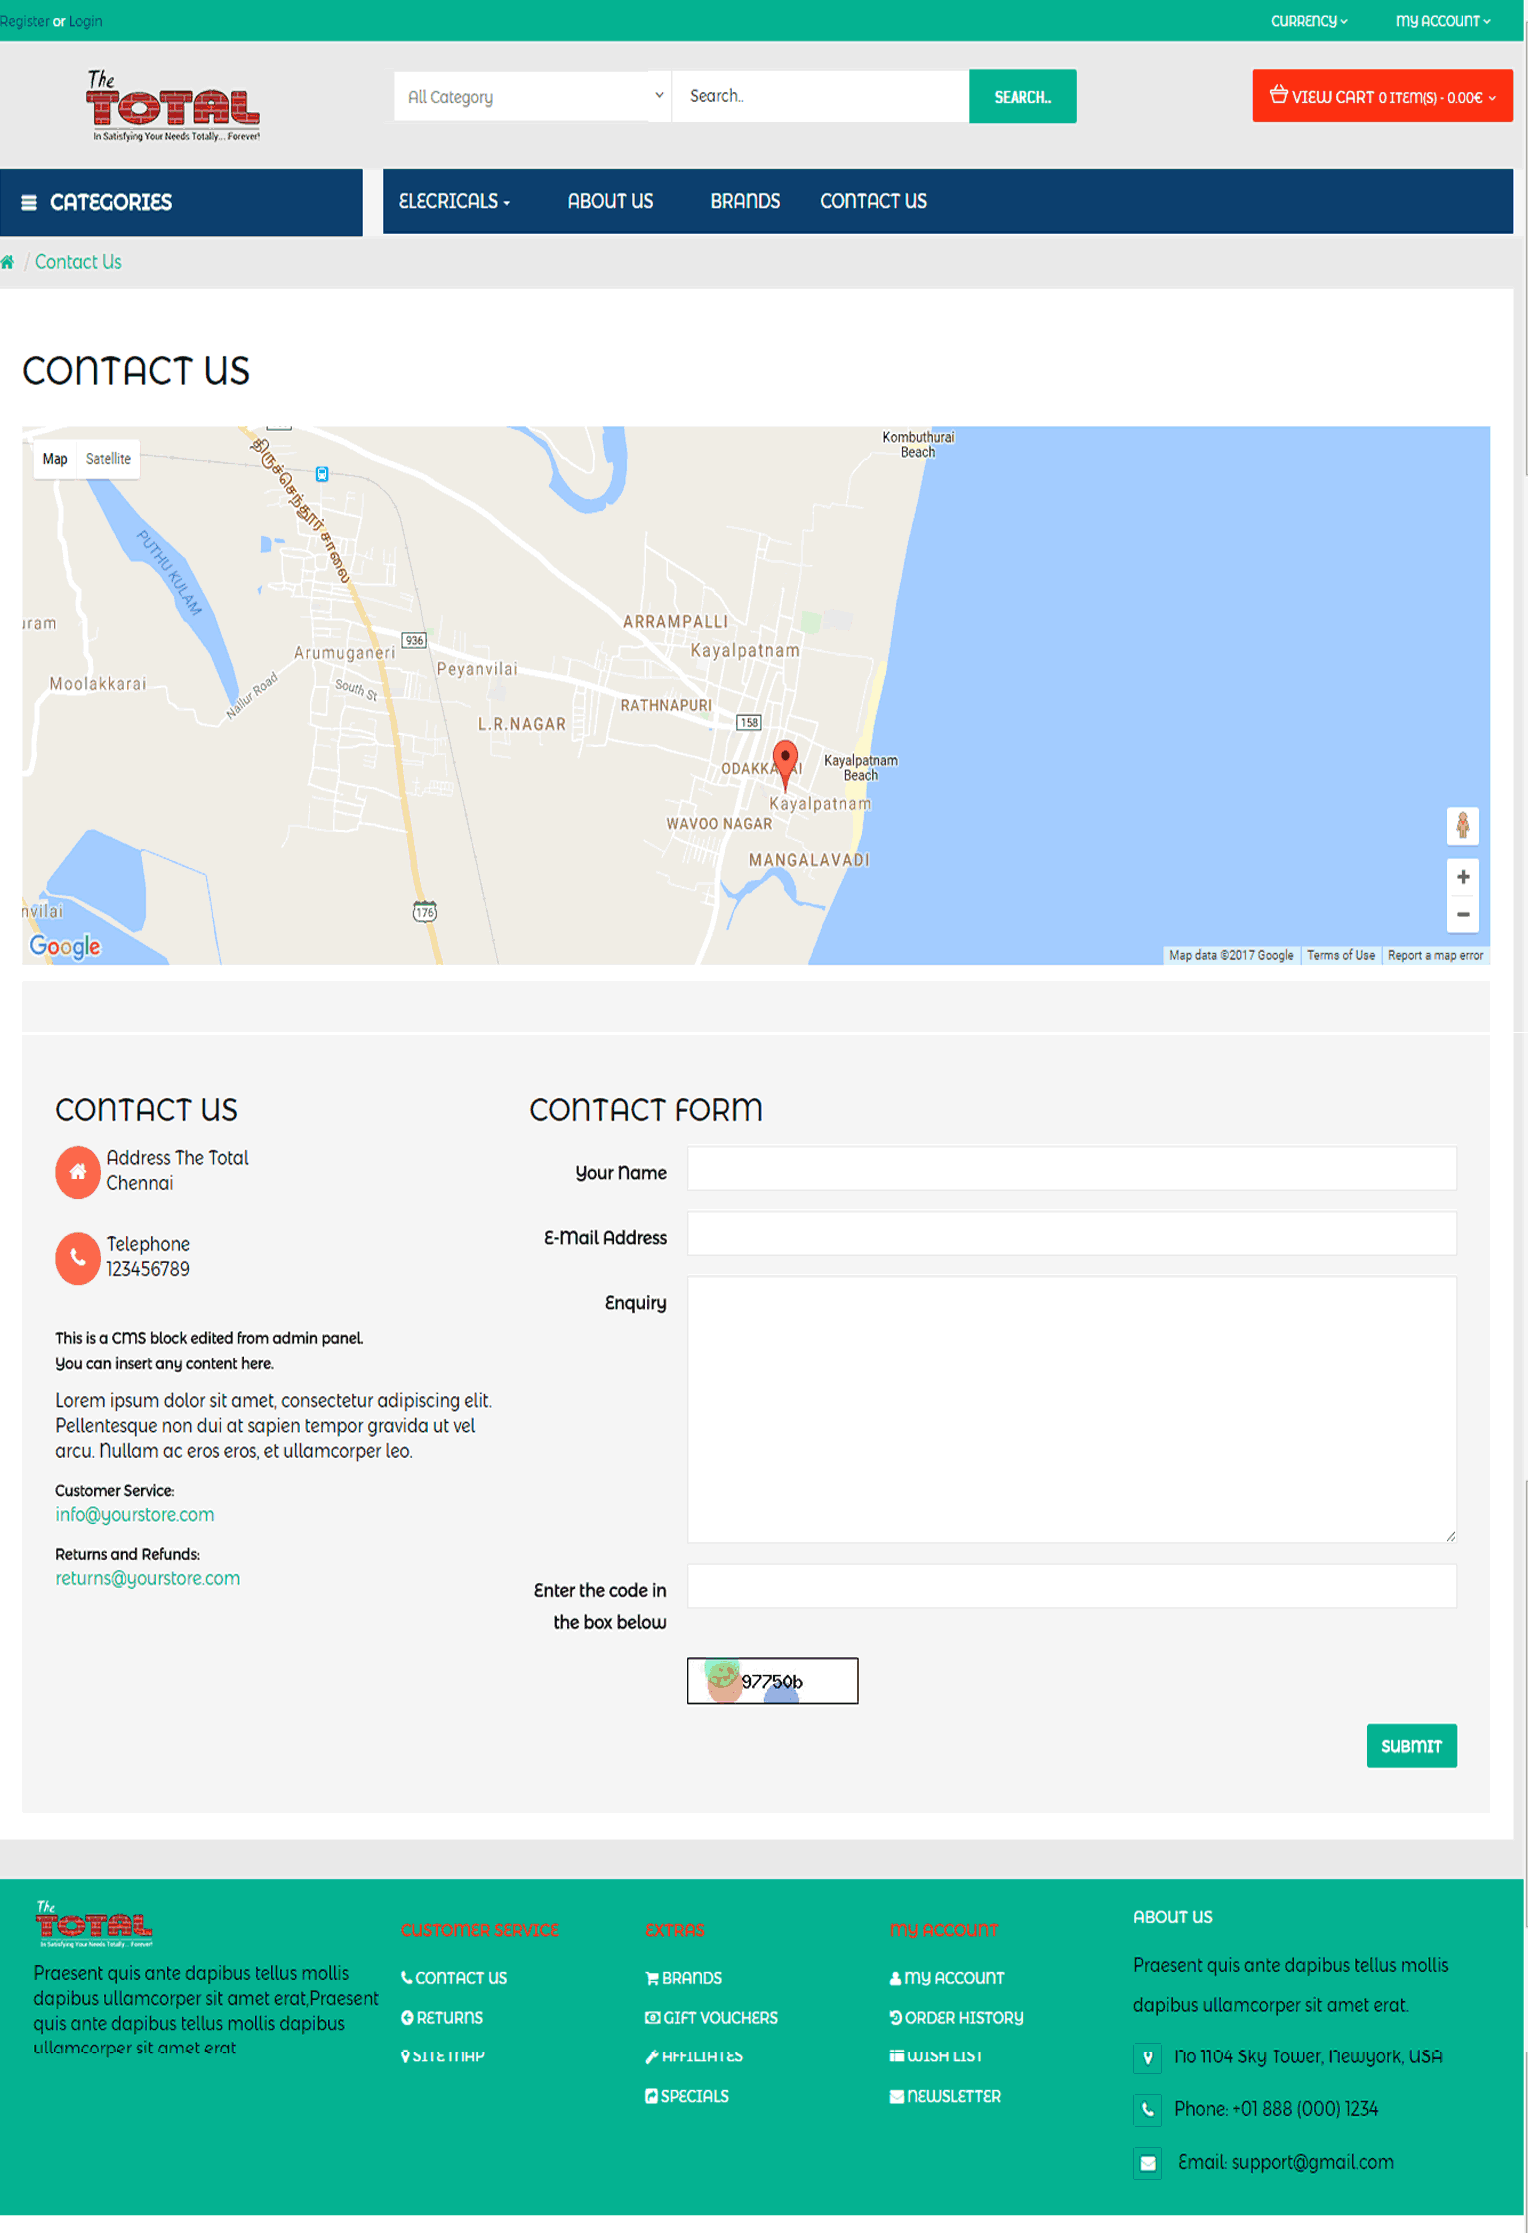 Register or Login
CURRENCY
MY ACCOUNT
The
TOTAL
In Satisfying Your Needs Totally... Forever!
All Category
Search..
SEARCH..
VIEW CART 0 ITEM(S) - 0.00€
CATEGORIES
ELECRICALS
ABOUT US
BRANDS
CONTACT US
/ Contact Us
CONTACT US
Map
Satellite
Kombuthurai
Beach
திருச்செந்தூர் சாலை
PUTHU KULAM
ARRAMPALLI
Kayalpatnam
936
Arumuganeri
Peyanvilai
Moolakkarai
South St
Nallur Road
RATHNAPURI
L.R.NAGAR
158
Kayalpatnam
Beach
Kayalpatnam
WAVOO NAGAR
MANGALAVADI
176
nvilai
Google
Map data ©2017 Google
Terms of Use
Report a map error
CONTACT US
Address The Total
Chennai
Telephone
123456789
This is a CMS block edited from admin panel.
You can insert any content here.
Lorem ipsum dolor sit amet, consectetur adipiscing elit.
Pellentesque non dui at sapien tempor gravida ut vel
arcu. Nullam ac eros eros, et ullamcorper leo.
Customer Service:
info@yourstore.com
Returns and Refunds:
returns@yourstore.com
CONTACT FORM
Your Name
E-Mail Address
Enquiry
Enter the code in
the box below
97750b
SUBMIT
The
TOTAL
In Satisfying Your Needs Totally... Forever!
Praesent quis ante dapibus tellus mollis
dapibus ullamcorper sit amet erat,Praesent
quis ante dapibus tellus mollis dapibus
ullamcorper sit amet erat
CUSTOMER SERVICE
CONTACT US
RETURNS
SITE MAP
EXTRAS
BRANDS
GIFT VOUCHERS
AFFILIATES
SPECIALS
MY ACCOUNT
MY ACCOUNT
ORDER HISTORY
WISH LIST
NEWSLETTER
ABOUT US
Praesent quis ante dapibus tellus mollis
dapibus ullamcorper sit amet erat.
No 1104 Sky Tower, Newyork, USA
Phone: +01 888 (000) 1234
Email: support@gmail.com